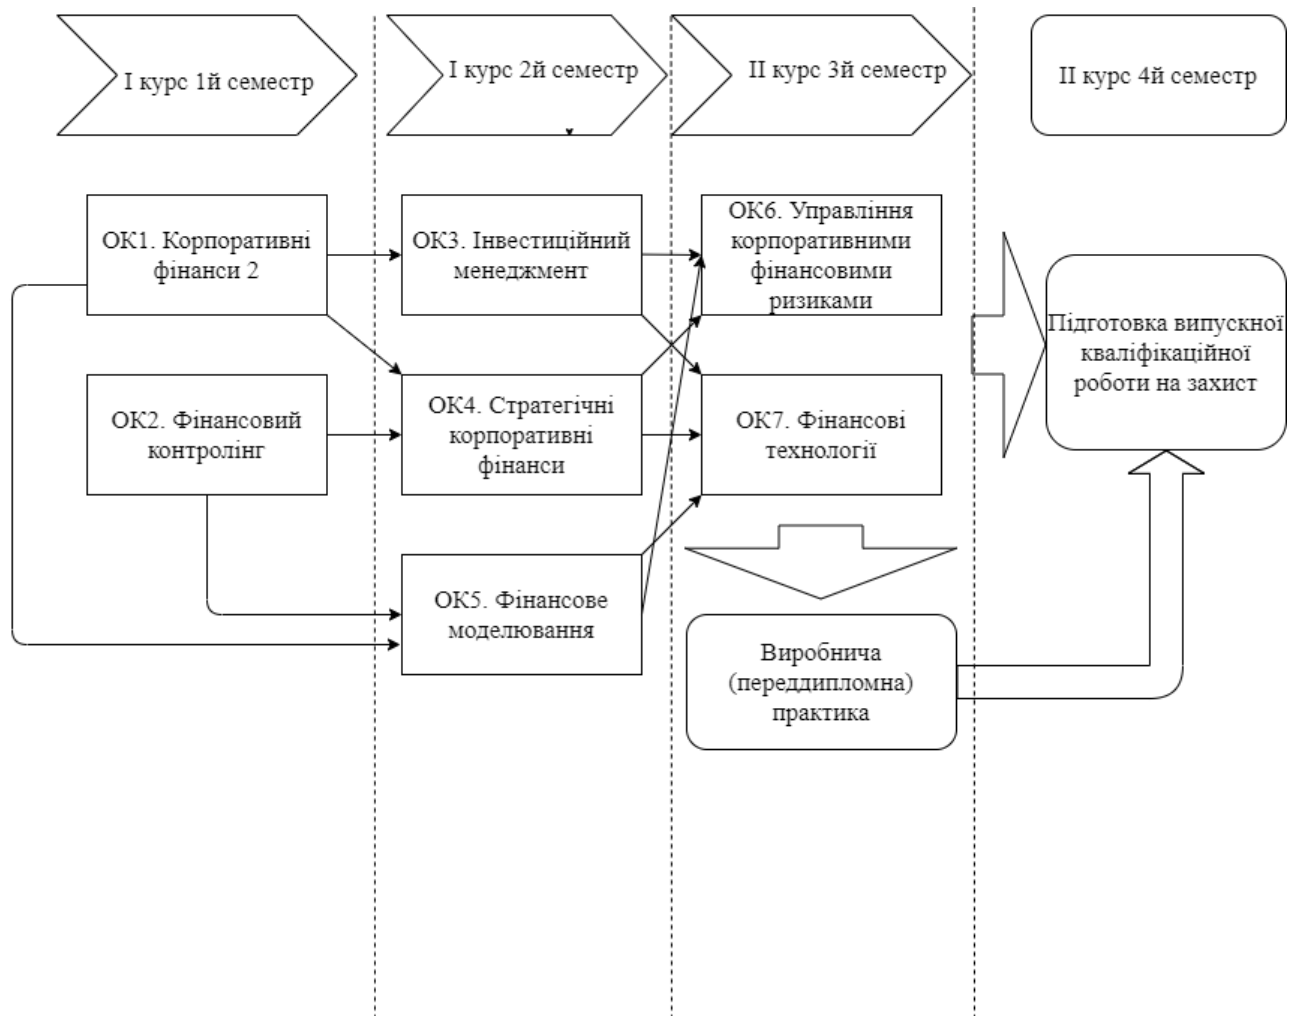 І курс 1й семестр
І курс 2й семестр
ІІ курс 3й семестр
ІІ курс 4й семестр
ОК1. Корпоративні
фінанси 2
ОК2. Фінансовий
контролінг
ОК3. Інвестиційний
менеджмент
ОК4. Стратегічні
корпоративні
фінанси
ОК5. Фінансове
моделювання
ОК6. Управління
корпоративними
фінансовими
ризиками
ОК7. Фінансові
технології
Виробнича
(переддипломна)
практика
Підготовка випускної
кваліфікаційної
роботи на захист